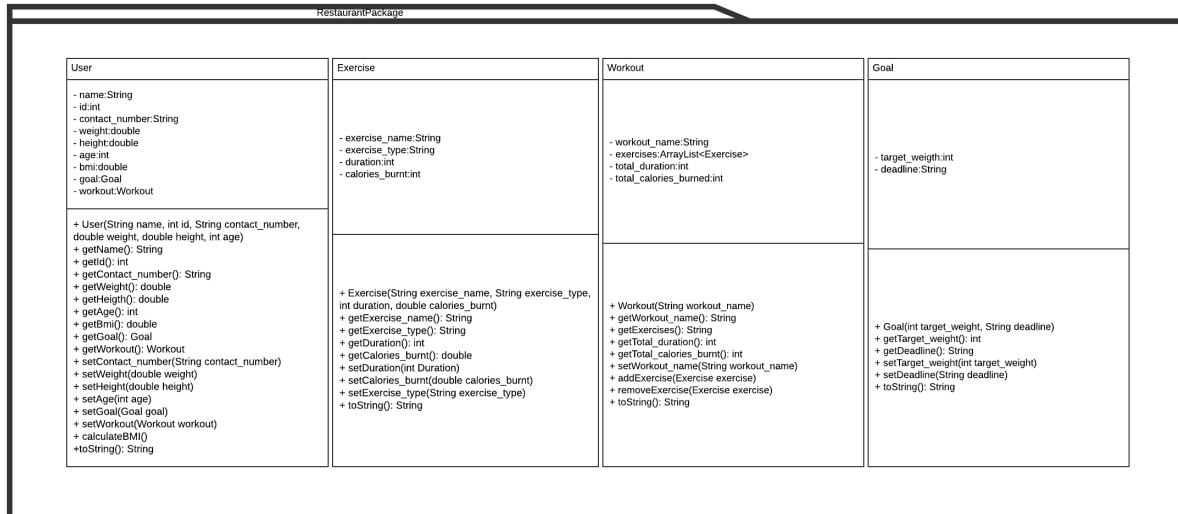 RestaurantPackage
User
- name:String
- id:int
- contact_number:String
- weight:double
- height:double
- age:int
- bmi:double
- goal:Goal
- workout:Workout
+ User(String name, int id, String contact_number,
double weight, double height, int age)
+ getName(): String
+ getId(): int
+ getContact_number(): String
+ getWeight(): double
+ getHeigth(): double
+ getAge(): int
+ getBmi(): double
+ getGoal(): Goal
+ getWorkout(): Workout
+ setContact_number(String contact_number)
+ setWeight(double weight)
+ setHeight(double height)
+ setAge(int age)
+ setGoal(Goal goal)
+ setWorkout(Workout workout)
+ calculateBMI()
+toString(): String
Exercise
- exercise_name:String
- exercise_type:String
- duration:int
- calories_burnt:int
+ Exercise(String exercise_name, String exercise_type,
int duration, double calories_burnt)
+ getExercise_name(): String
+ getExercise_type(): String
+ getDuration(): int
+ getCalories_burnt(): double
+ setDuration(int Duration)
+ setCalories_burnt(double calories_burnt)
+ setExercise_type(String exercise_type)
+ toString(): String
Workout
- workout_name:String
- exercises:ArrayList<Exercise>
- total_duration:int
- total_calories_burned:int
+ Workout(String workout_name)
+ getWorkout_name(): String
+ getExercises(): String
+ getTotal_duration(): int
+ getTotal_calories_burnt(): int
+ setWorkout_name(String workout_name)
+ addExercise(Exercise exercise)
+ removeExercise(Exercise exercise)
+ toString(): String
Goal
- target_weigth:int
- deadline:String
+ Goal(int target_weight, String deadline)
+ getTarget_weight(): int
+ getDeadline(): String
+ setTarget_weight(int target_weight)
+ setDeadline(String deadline)
+ toString(): String